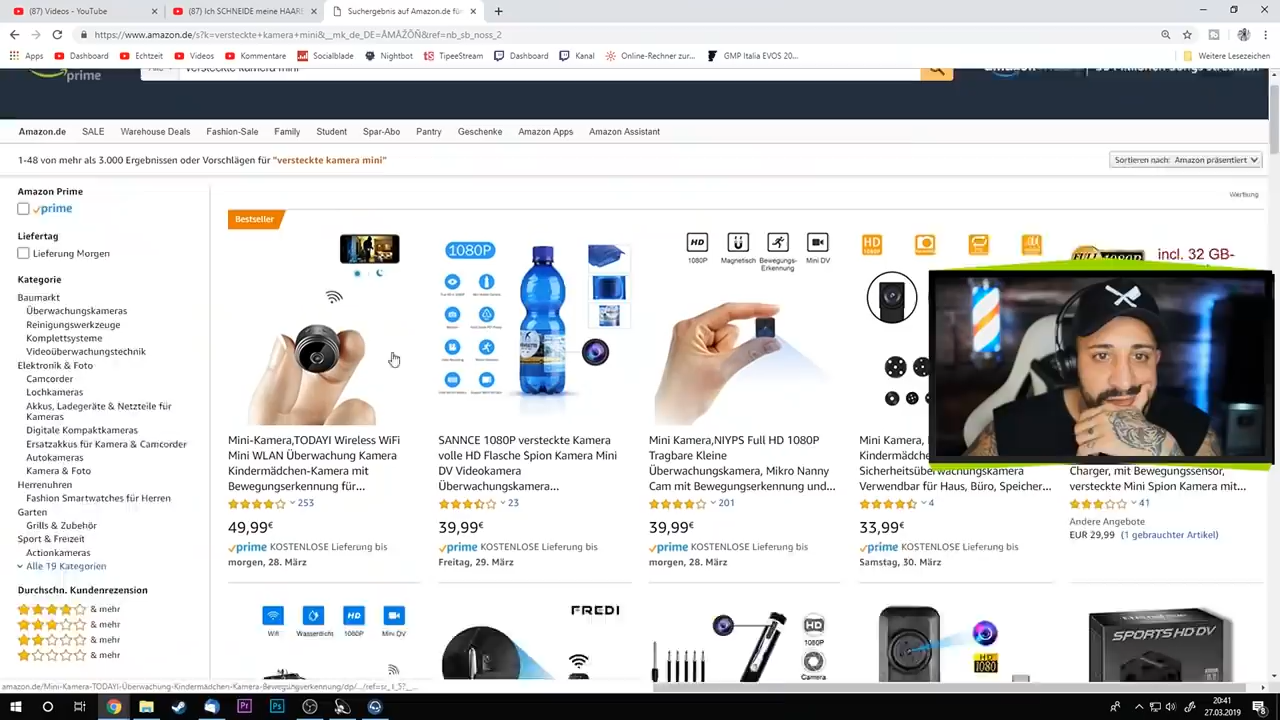 (87) Videos - YouTube
(87) Ich SCHNEIDE meine HAARE
Suchergebnis auf Amazon.de für
https://www.amazon.de/s?k=versteckte+kamera+mini&__mk_de_DE=ÅMÅŽÕÑ&ref=nb_sb_noss_2
Apps
Dashboard
Echtzeit
Videos
Kommentare
Socialblade
Nightbot
TipeeStream
Dashboard
Kanal
Online-Rechner zur...
GMP Italia EVO 20...
Weitere Lesezeichen
prime
versteckte kamera mini
Amazon.de
SALE
Warehouse Deals
Fashion-Sale
Family
Student
Spar-Abo
Pantry
Geschenke
Amazon Apps
Amazon Assistant
1-48 von mehr als 3.000 Ergebnisse oder Vorschlägen für "versteckte kamera mini"
Sortieren nach: Amazon präsentiert
Amazon Prime
prime
Liefertag
Lieferung Morgen
Kategorie
Baumarkt
Überwachungskameras
Reinigungswerkzeuge
Komplettsysteme
Videoüberwachungstechnik
Elektronik & Foto
Camcorder
Lochkameras
Akkus, Ladegeräte & Netzteile für
Kameras
Digitale Kompaktkameras
Ersatzakkus für Kamera & Camcorder
Autokameras
Kamera & Foto
Herrenuhren
Fashion Smartwatches für Herren
Garten
Grills & Zubehör
Sport & Freizeit
Actionkameras
Alle 19 Kategorien
Durchschn. Kundenrezension
& mehr
& mehr
& mehr
& mehr
Werbung
Bestseller
Mini-Kamera,TODAYI Wireless WiFi
Mini WLAN Überwachung Kamera
Kindermädchen-Kamera mit
Bewegungserkennung für...
253
49,99€
prime KOSTENLOSE Lieferung bis
morgen, 28. März
1080P
SANNCE 1080P versteckte Kamera
volle HD Flasche Spion Kamera Mini
DV Videokamera
Überwachungskamera...
23
39,99€
prime KOSTENLOSE Lieferung bis
Freitag, 29. März
HD
1080P
Magnetisch
Bewegungs-
Erkennung
Mini DV
Mini Kamera,NIYPS Full HD 1080P
Tragbare Kleine
Überwachungskamera, Mikro Nanny
Cam mit Bewegungserkennung und...
201
39,99€
prime KOSTENLOSE Lieferung bis
morgen, 28. März
HD
Mini Kamera,
Kindermädchen
Sicherheitsüberwachungskamera
Verwendbar für Haus, Büro, Speicher...
4
33,99€
prime KOSTENLOSE Lieferung bis
Samstag, 30. März
incl. 32 GB-
Charger, mit Bewegungssensor,
versteckte Mini Spion Kamera mit...
41
Andere Angebote
EUR 29,99 (1 gebrauchter Artikel)
HD
Wifi
Wasserdicht
1080P
Mini DV
FREDI
HD
1080P
Camera
HD
1080
SPORTS HD DV
20:41
27.03.2019
8